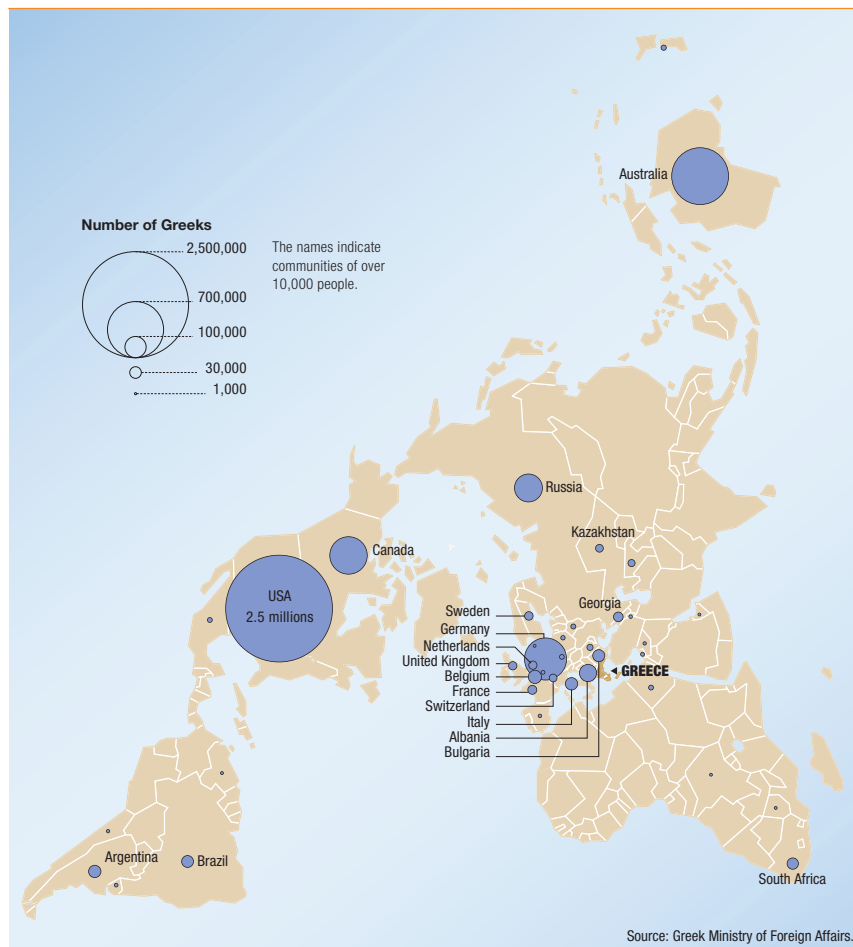 Australia
Number of Greeks
2,500,000
The names indicate
communities of over
10,000 people.
700,000
100,000
30,000
1,000
Russia
Kazakhstan
Canada
USA
2.5 millions
Georgia
Sweden
Germany
Netherlands
United Kingdom
Belgium
France
Switzerland
Italy
Albania
Bulgaria
GREECE
Argentina
Brazil
South Africa
Source: Greek Ministry of Foreign Affairs.